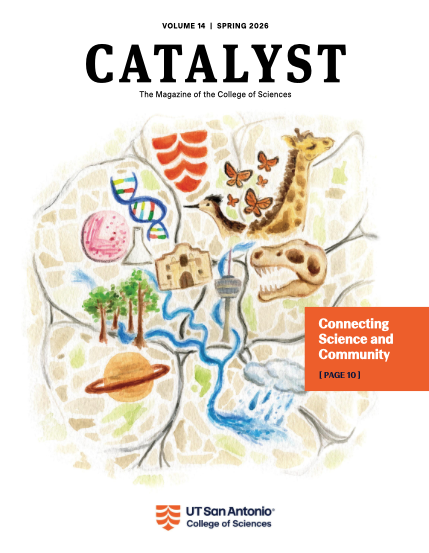 VOLUME 14 | SPRING 2026
CATALYST
The Magazine of the College of Sciences
Connecting
Science and
Community
[ PAGE 10 ]
UT San Antonio®
College of Sciences